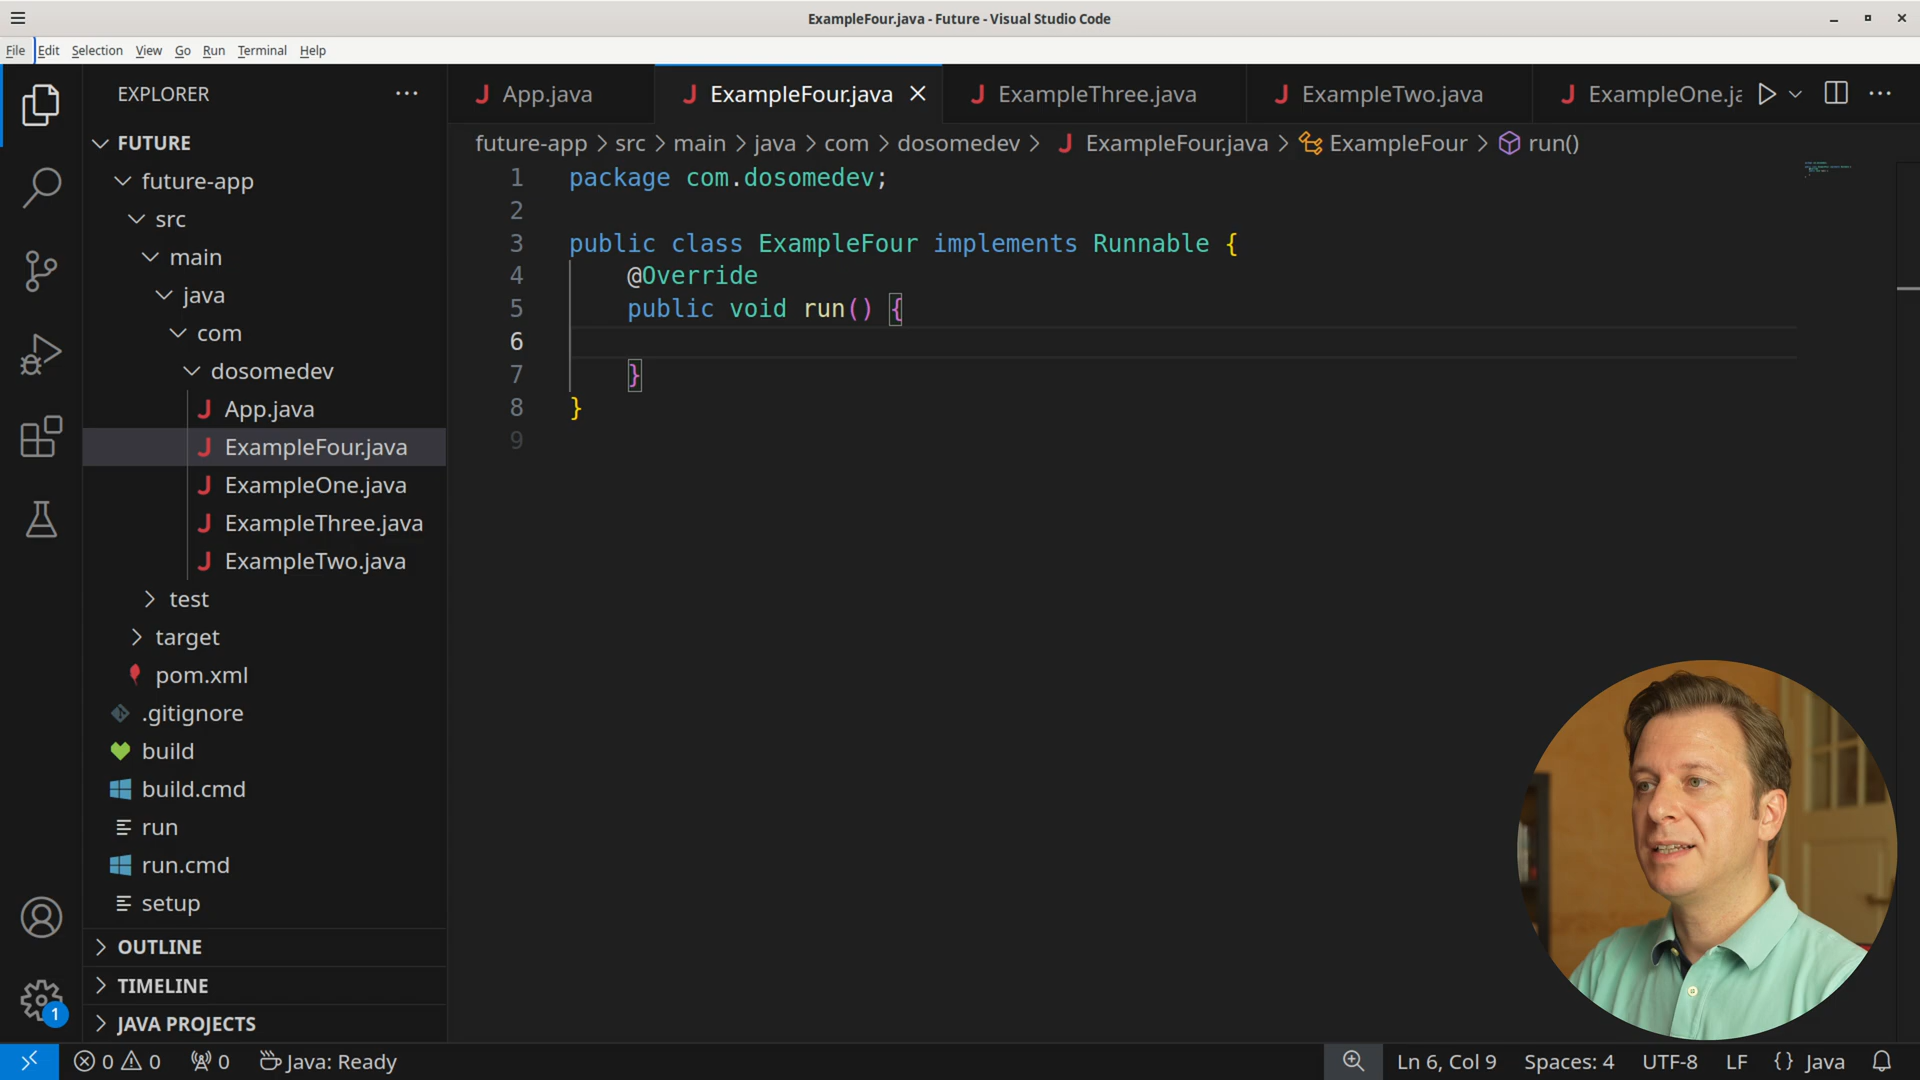 ExampleFour.java - Future - Visual Studio Code
File Edit Selection View Go Run Terminal Help
EXPLORER
FUTURE
future-app
src
main
java
com
dosomedev
App.java
ExampleFour.java
ExampleOne.java
ExampleThree.java
ExampleTwo.java
test
target
pom.xml
.gitignore
build
build.cmd
run
run.cmd
setup
OUTLINE
TIMELINE
JAVA PROJECTS
App.java ExampleFour.java ExampleThree.java ExampleTwo.java ExampleOne.ja
future-app > src > main > java > com > dosomedev > ExampleFour.java > ExampleFour > run()
1 package com.dosomedev;
2
3 public class ExampleFour implements Runnable {
4 @Override
5 public void run() {
6
7 }
8 }
9
1
0 0 0 Java: Ready Ln 6, Col 9 Spaces: 4 UTF-8 LF {} Java